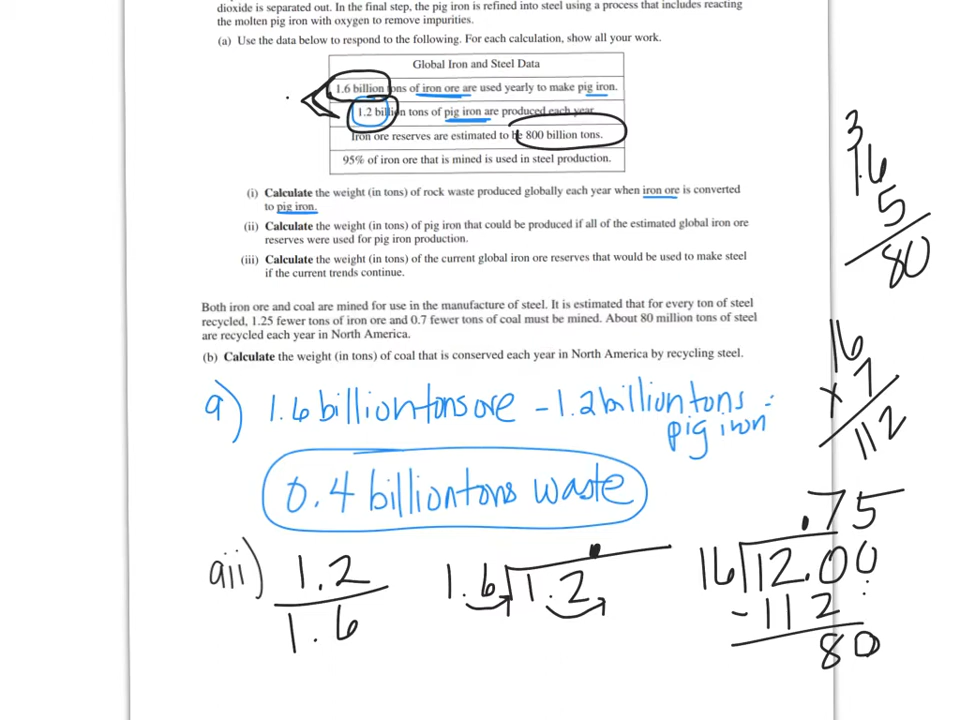 dioxide is separated out. In the final step, the pig iron is refined into steel using a process that includes reacting
the molten pig iron with oxygen to remove impurities.
(a) Use the data below to respond to the following. For each calculation, show all your work.
Global Iron and Steel Data
1.6 billion tons of iron ore are used yearly to make pig iron.
1.2 billion tons of pig iron are produced each year.
Iron ore reserves are estimated to be 800 billion tons.
95% of iron ore that is mined is used in steel production.
(i) Calculate the weight (in tons) of rock waste produced globally each year when iron ore is converted
to pig iron.
(ii) Calculate the weight (in tons) of pig iron that could be produced if all of the estimated global iron ore
reserves were used for pig iron production.
(iii) Calculate the weight (in tons) of the current global iron ore reserves that would be used to make steel
if the current trends continue.
Both iron ore and coal are mined for use in the manufacture of steel. It is estimated that for every ton of steel
recycled, 1.25 fewer tons of iron ore and 0.7 fewer tons of coal must be mined. About 80 million tons of steel
are recycled each year in North America.
(b) Calculate the weight (in tons) of coal that is conserved each year in North America by recycling steel.
3
1.6
5
80
16
x 7
112
a) 1.6 billion tons ore - 1.2 billion tons =
pig iron
0.4 billion tons waste
aii) 1.2
1.6
1.6 1.2
.75
16 12.00
-112
80